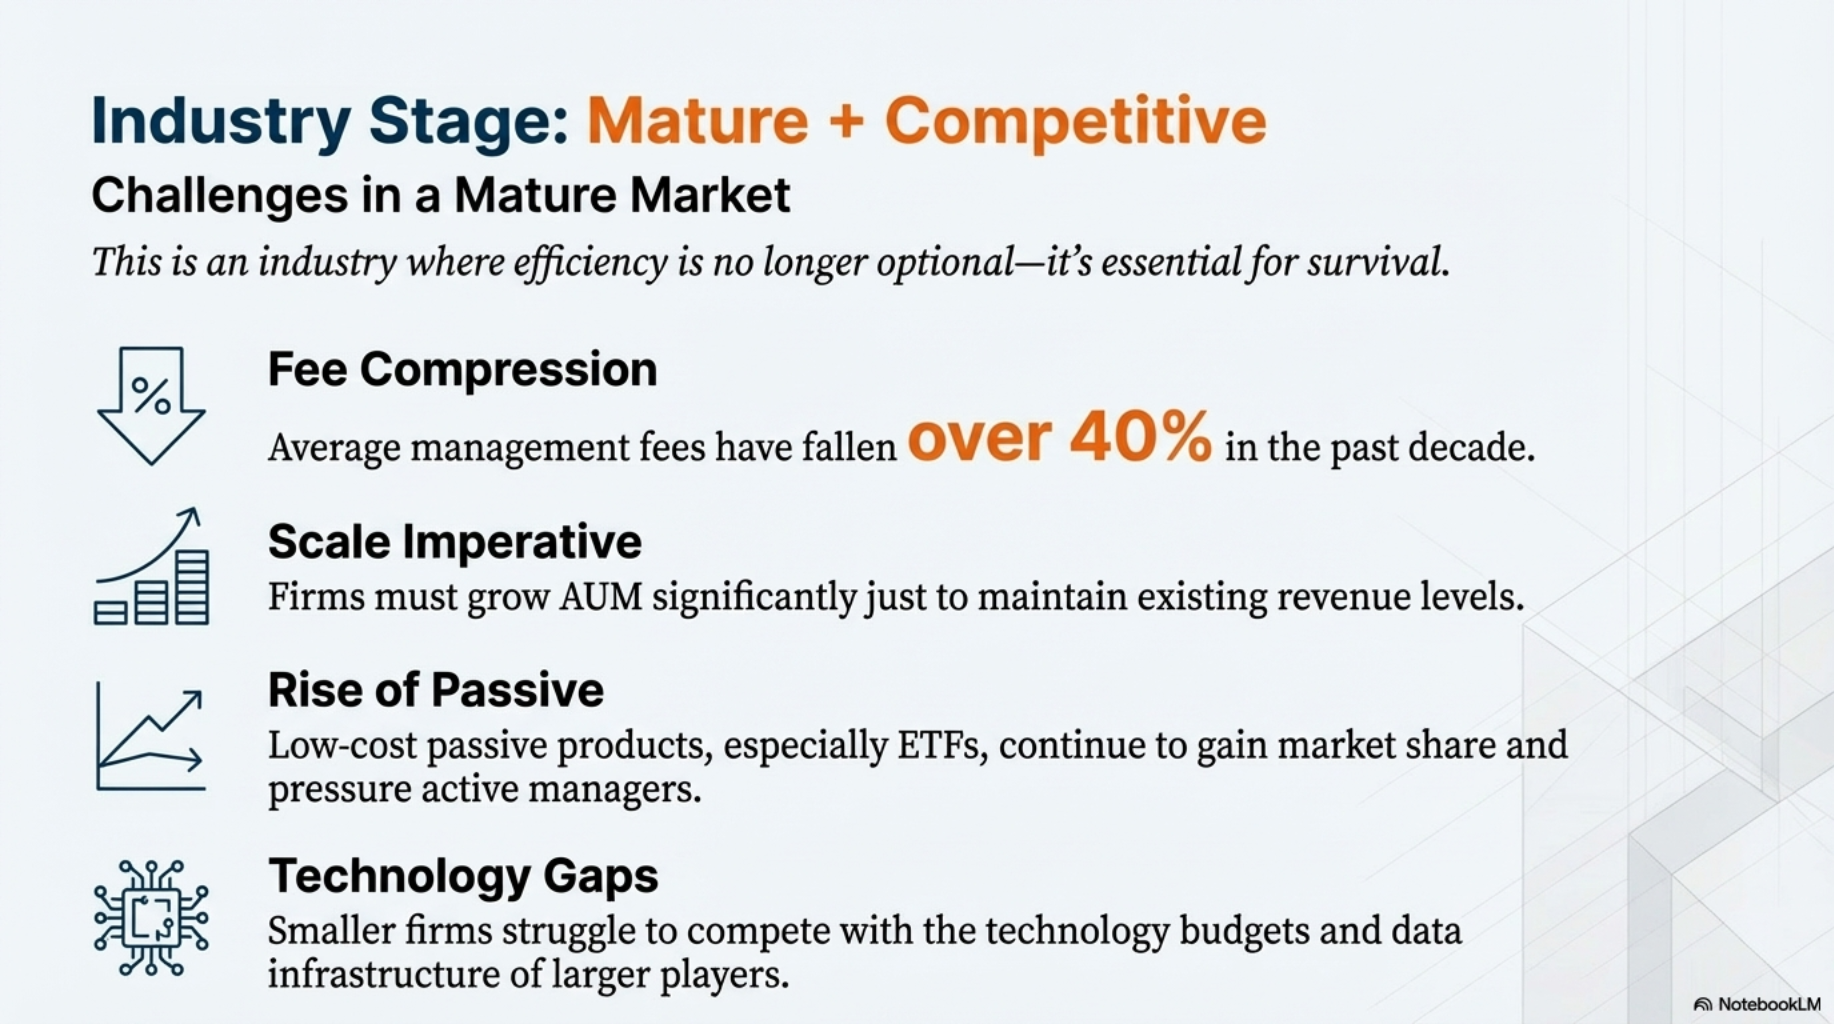 Industry Stage: Mature + Competitive
Challenges in a Mature Market
This is an industry where efficiency is no longer optional—it’s essential for survival.
%
Fee Compression
Average management fees have fallen over 40% in the past decade.
Scale Imperative
Firms must grow AUM significantly just to maintain existing revenue levels.
Rise of Passive
Low-cost passive products, especially ETFs, continue to gain market share and
pressure active managers.
Technology Gaps
Smaller firms struggle to compete with the technology budgets and data
infrastructure of larger players.
NotebookLM